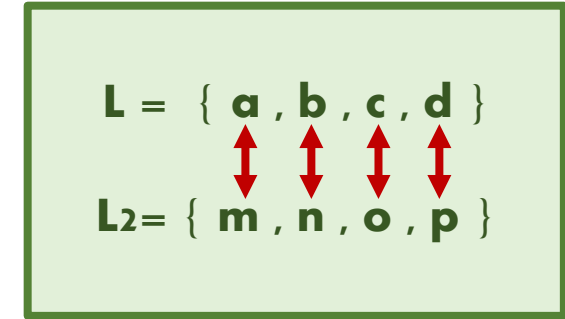 L = { a , b , c , d }
L2= { m , n , o , p }